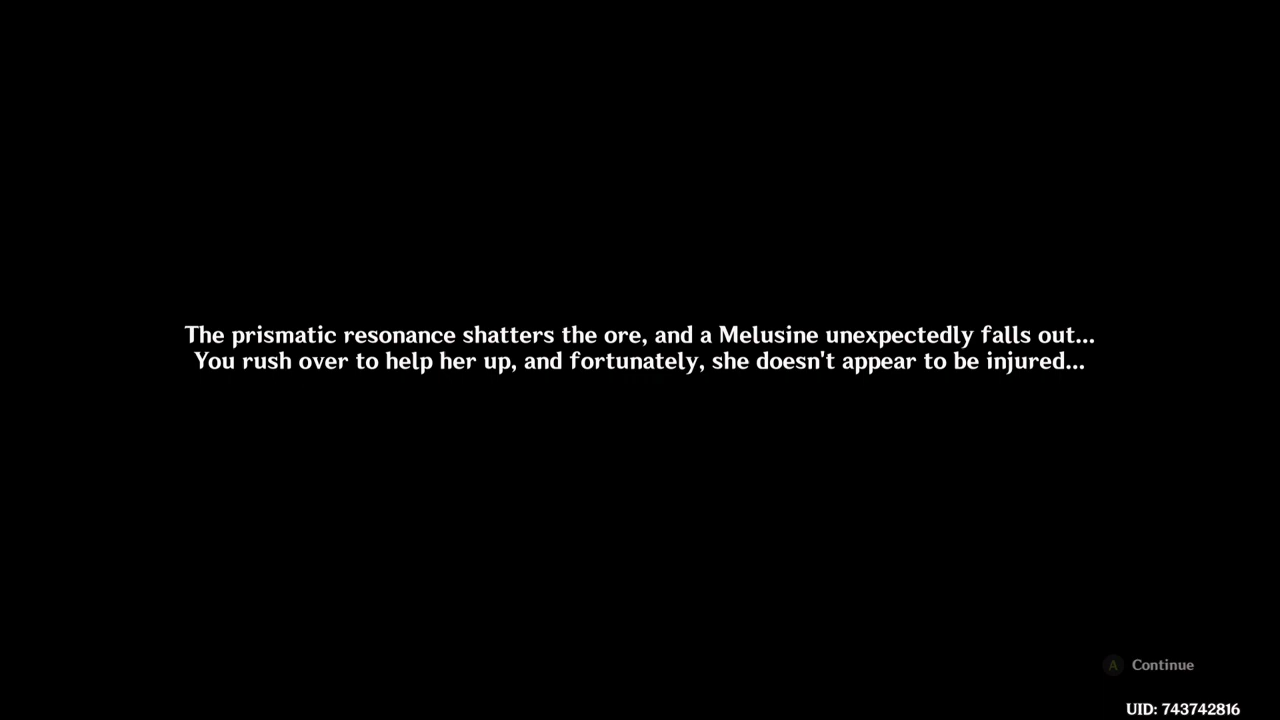 The prismatic resonance shatters the ore, and a Melusine unexpectedly falls out...
You rush over to help her up, and fortunately, she doesn't appear to be injured...
A Continue
UID: 743742816